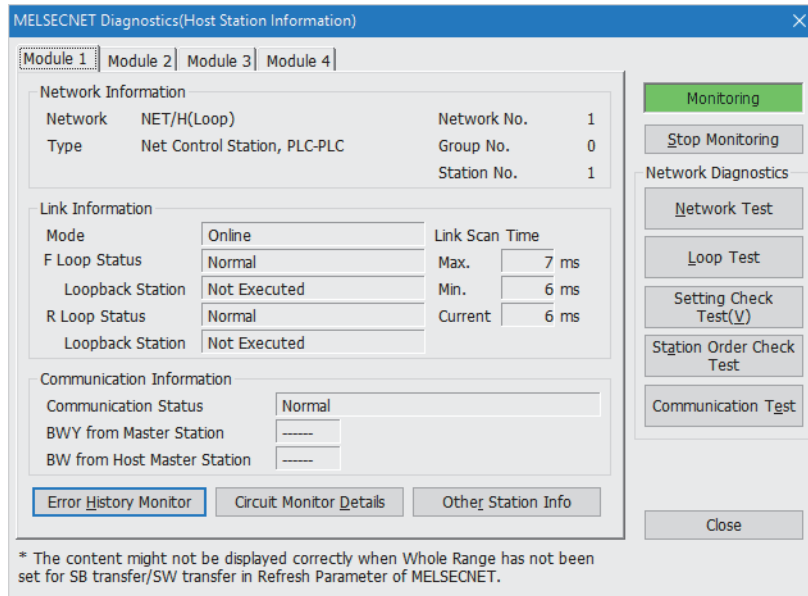 MELSECNET Diagnostics(Host Station Information)
Module 1 Module 2 Module 3 Module 4
Network Information
Network NET/H(Loop) Network No. 1
Type Net Control Station, PLC-PLC Group No. 0
Station No. 1
Link Information
Mode Online Link Scan Time
F Loop Status Normal Max. 7 ms
Loopback Station Not Executed Min. 6 ms
R Loop Status Normal Current 6 ms
Loopback Station Not Executed
Communication Information
Communication Status Normal
BWY from Master Station ------
BW from Host Master Station ------
Error History Monitor Circuit Monitor Details Other Station Info
* The content might not be displayed correctly when Whole Range has not been
set for SB transfer/SW transfer in Refresh Parameter of MELSECNET.
Monitoring
Stop Monitoring
Network Diagnostics
Network Test
Loop Test
Setting Check
Test(V)
Station Order Check
Test
Communication Test
Close